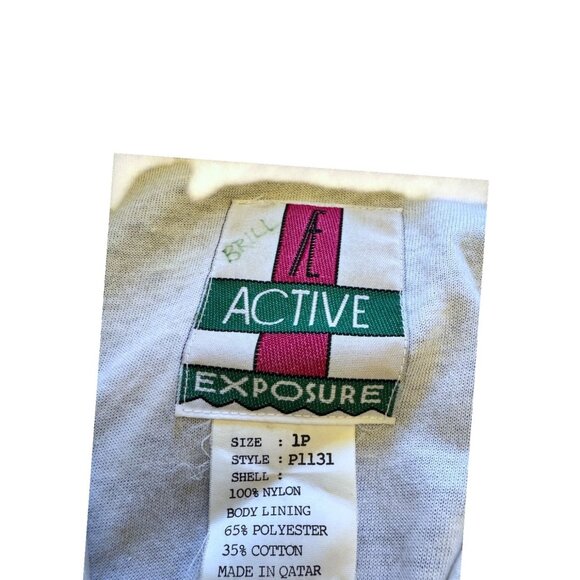 BRILL
Æ
ACTIVE
EXPOSURE
SIZE : 1P
STYLE : P1131
SHELL :
100% NYLON
BODY LINING
65% POLYESTER
35% COTTON
MADE IN QATAR